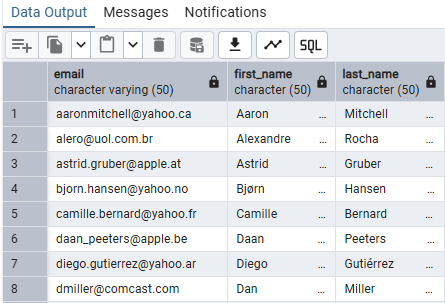 Data Output Messages Notifications
SQL
email first_name last_name
character varying (50) character (50) character (50)
1 aaronmitchell@yahoo.ca Aaron ... Mitchell ...
2 alero@uol.com.br Alexandre ... Rocha ...
3 astrid.gruber@apple.at Astrid ... Gruber ...
4 bjorn.hansen@yahoo.no Bjørn ... Hansen ...
5 camille.bernard@yahoo.fr Camille ... Bernard ...
6 daan_peeters@apple.be Daan ... Peeters ...
7 diego.gutierrez@yahoo.ar Diego ... Gutiérrez ...
8 dmiller@comcast.com Dan ... Miller ...